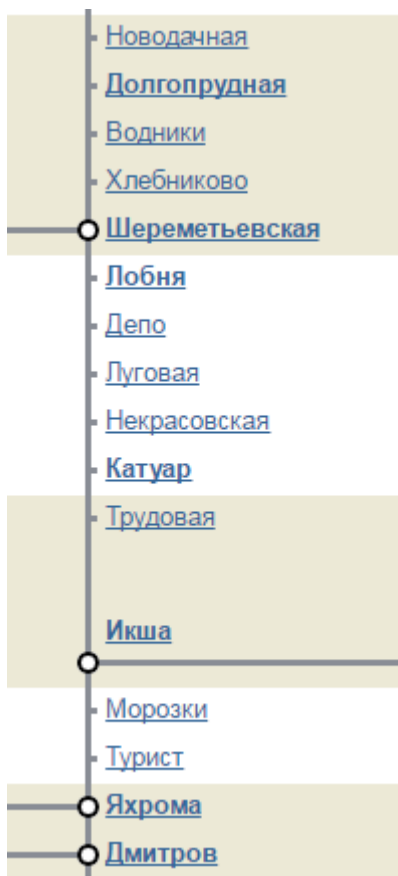 Новодачная
Долгопрудная
Водники
Хлебниково
Шереметьевская
Лобня
Депо
Луговая
Некрасовская
Катуар
Трудовая
Икша
Морозки
Турист
Яхрома
Дмитров